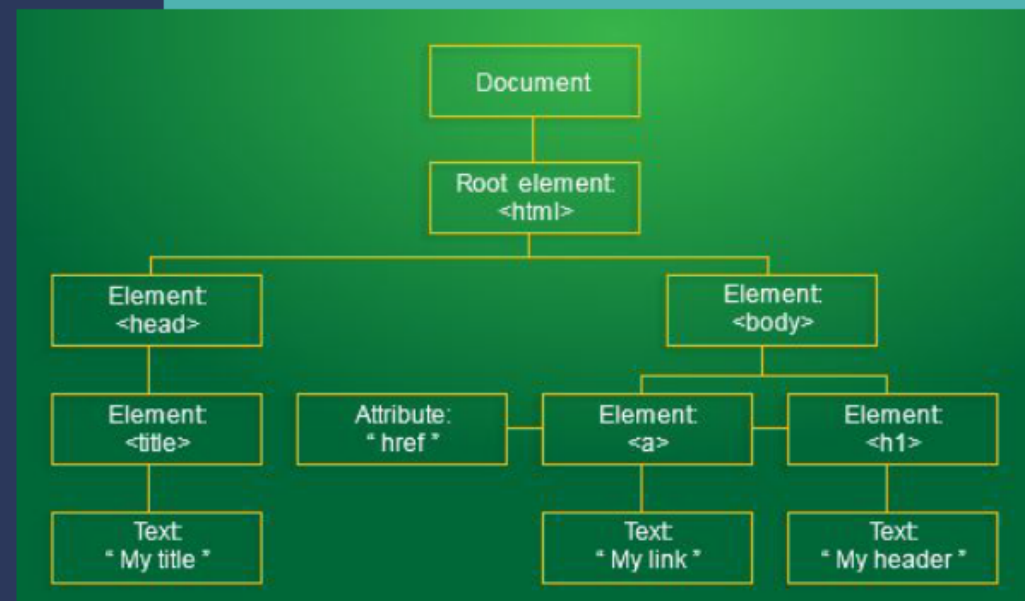 Document
Root element:
<html>
Element:
<head>
Element:
<body>
Element:
<title>
Attribute:
“ href ”
Element:
<a>
Element:
<h1>
Text:
“ My title ”
Text:
“ My link ”
Text:
“ My header ”